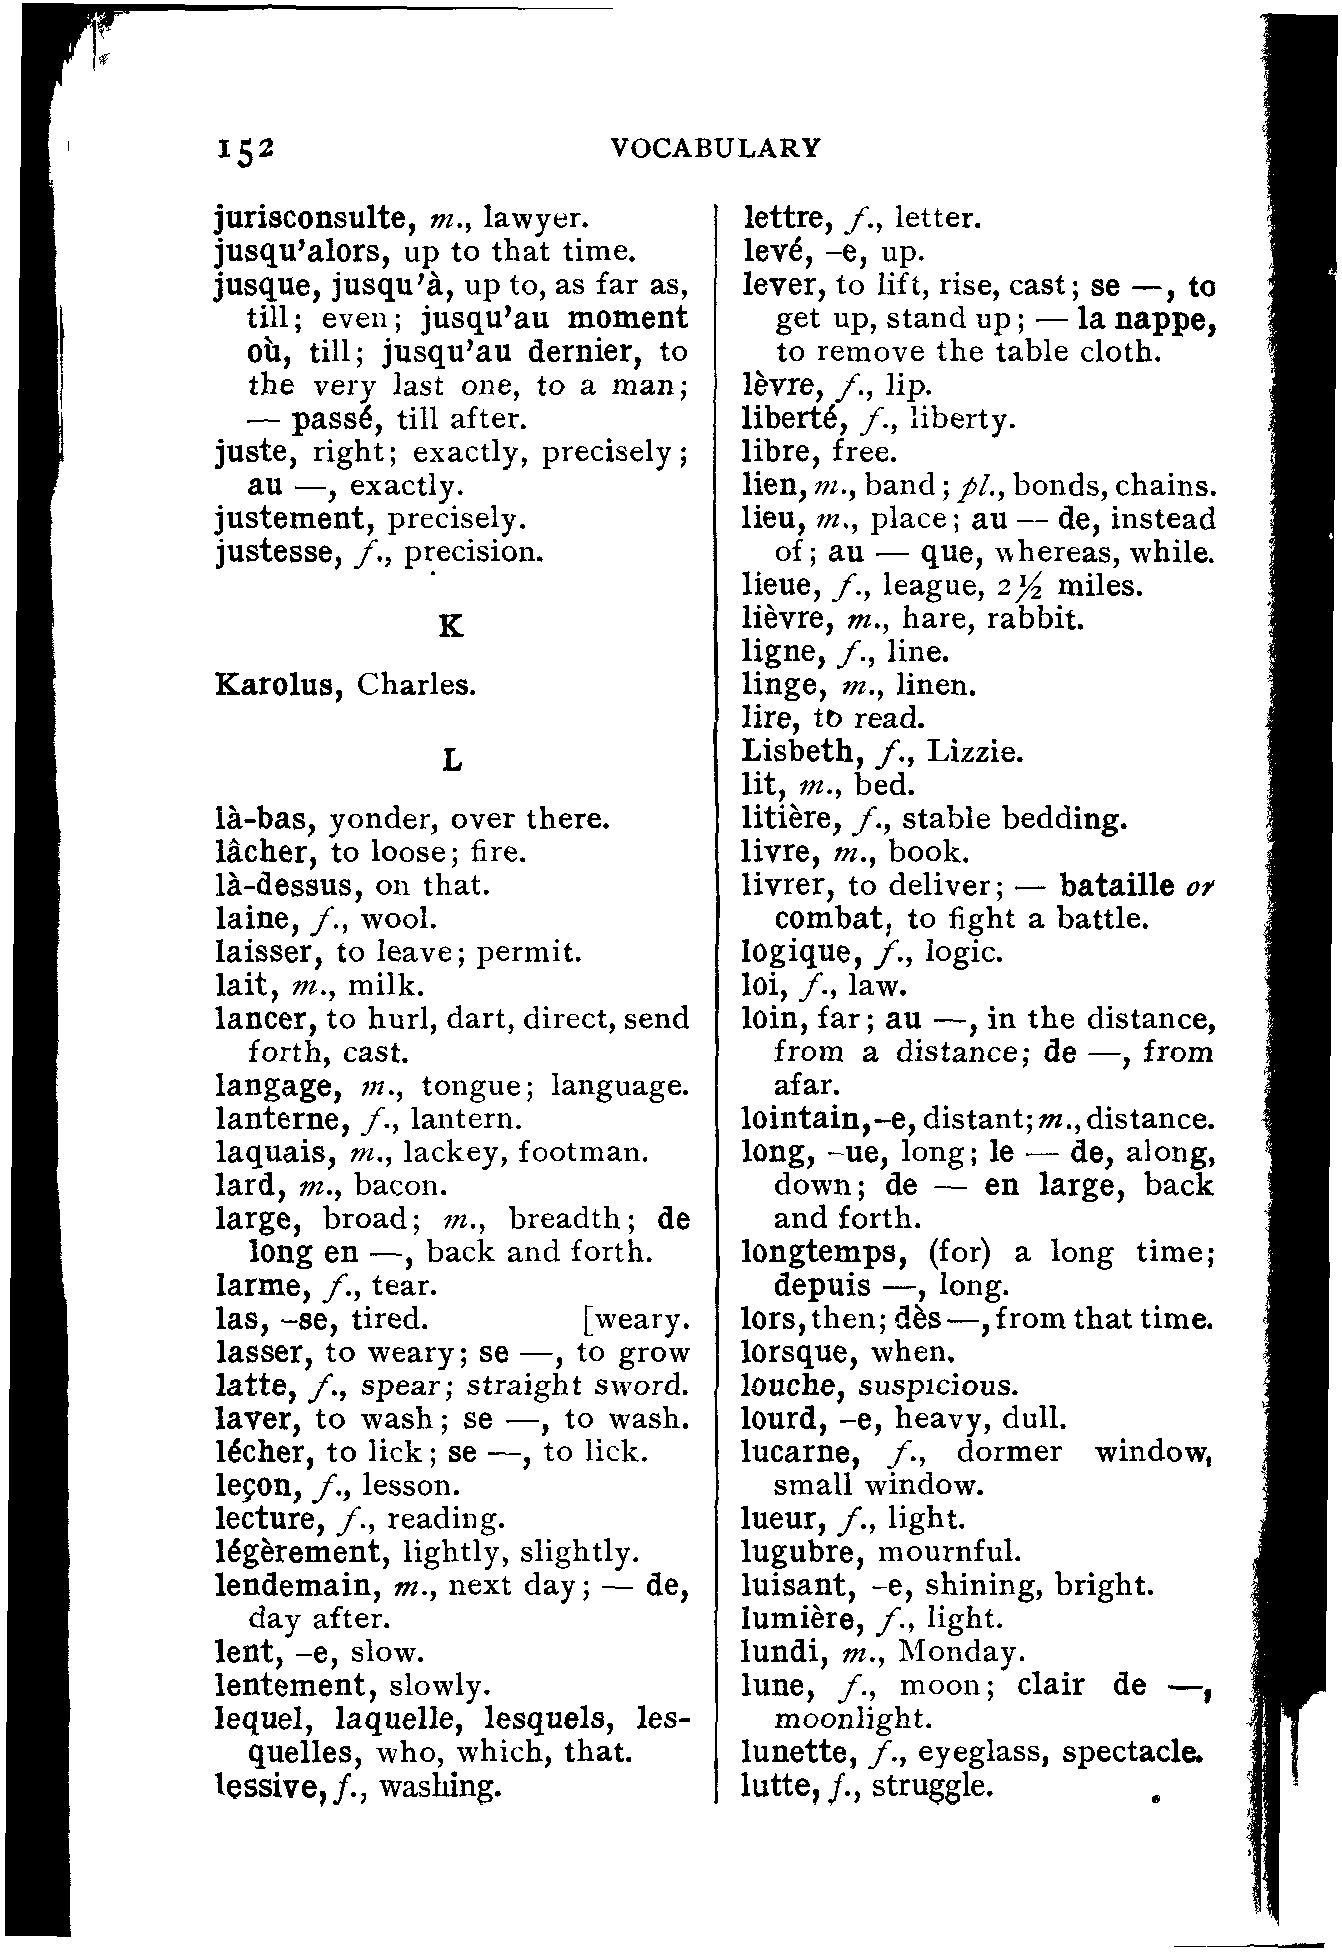 152 VOCABULARY
jurisconsulte, m., lawyer.
jusqu'alors, up to that time.
jusque, jusqu'à, up to, as far as,
till; even; jusqu'au moment
où, till; jusqu'au dernier, to
the very last one, to a man;
— passé, till after.
juste, right; exactly, precisely;
au —, exactly.
justement, precisely.
justesse, f., precision.
K
Karolus, Charles.
L
là-bas, yonder, over there.
lâcher, to loose; fire.
là-dessus, on that.
laine, f., wool.
laisser, to leave; permit.
lait, m., milk.
lancer, to hurl, dart, direct, send
forth, cast.
langage, m., tongue; language.
lanterne, f., lantern.
laquais, m., lackey, footman.
lard, m., bacon.
large, broad; m., breadth; de
long en —, back and forth.
larme, f., tear.
las, –se, tired. [weary.
lasser, to weary; se —, to grow
latte, f., spear; straight sword.
laver, to wash; se —, to wash.
lécher, to lick; se —, to lick.
leçon, f., lesson.
lecture, f., reading.
légèrement, lightly, slightly.
lendemain, m., next day; — de,
day after.
lent, –e, slow.
lentement, slowly.
lequel, laquelle, lesquels, les-
quelles, who, which, that.
lessive, f., washing.
lettre, f., letter.
levé, –e, up.
lever, to lift, rise, cast; se —, to
get up, stand up; — la nappe,
to remove the table cloth.
lèvre, f., lip.
liberté, f., liberty.
libre, free.
lien, m., band; pl., bonds, chains.
lieu, m., place; au — de, instead
of; au — que, whereas, while.
lieue, f., league, 2½ miles.
lièvre, m., hare, rabbit.
ligne, f., line.
linge, m., linen.
lire, to read.
Lisbeth, f., Lizzie.
lit, m., bed.
litière, f., stable bedding.
livre, m., book.
livrer, to deliver; — bataille or
combat, to fight a battle.
logique, f., logic.
loi, f., law.
loin, far; au —, in the distance,
from a distance; de —, from
afar.
lointain, –e, distant; m., distance.
long, –ue, long; le — de, along,
down; de — en large, back
and forth.
longtemps, (for) a long time;
depuis —, long.
lors, then; dès —, from that time.
lorsque, when.
louche, suspicious.
lourd, –e, heavy, dull.
lucarne, f., dormer window,
small window.
lueur, f., light.
lugubre, mournful.
luisant, –e, shining, bright.
lumière, f., light.
lundi, m., Monday.
lune, f., moon; clair de —,
moonlight.
lunette, f., eyeglass, spectacle.
lutte, f., struggle.